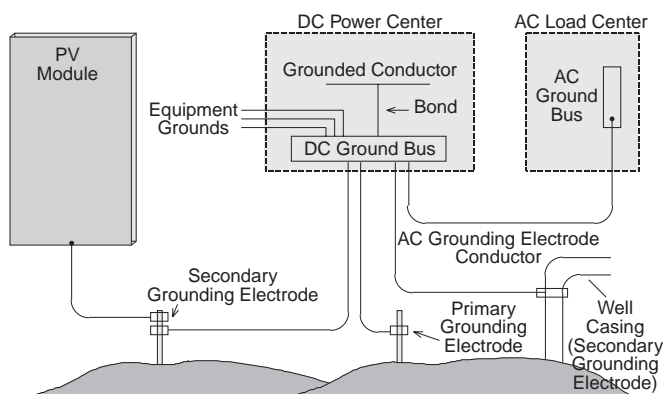 DC Power Center
AC Load Center
PV
Module
Grounded Conductor
Bond
Equipment
Grounds
DC Ground Bus
AC
Ground
Bus
AC Grounding Electrode
Conductor
Secondary
Grounding Electrode
Primary
Grounding
Electrode
Well
Casing
(Secondary
Grounding
Electrode)